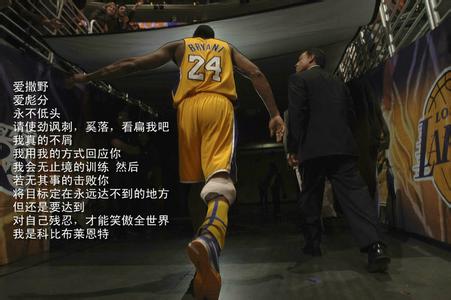 BRYANT
24
爱撒野
爱彪分
永不低头
请使劲讽刺，奚落，看扁我吧
我真的不屑
我用我的方式回应你
我会无止境的训练 然后
若无其事的击败你
将目标定在永远达不到的地方
但还是要达到
对自己残忍，才能笑傲全世界
我是科比布莱恩特